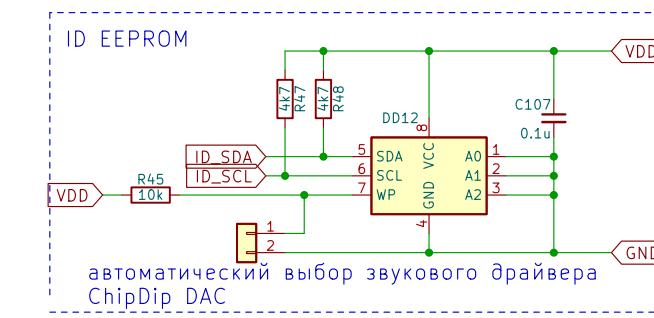 ID EEPROM
VDD
4k7
R47
4k7
R48
C107
0.1u
DD12
8
ID_SDA
5
SDA
VCC
A0
1
ID_SCL
6
SCL
A1
2
R45
10k
VDD
7
WP
GND
A2
3
4
1
2
GND
автоматический выбор звукового драйвера
ChipDip DAC